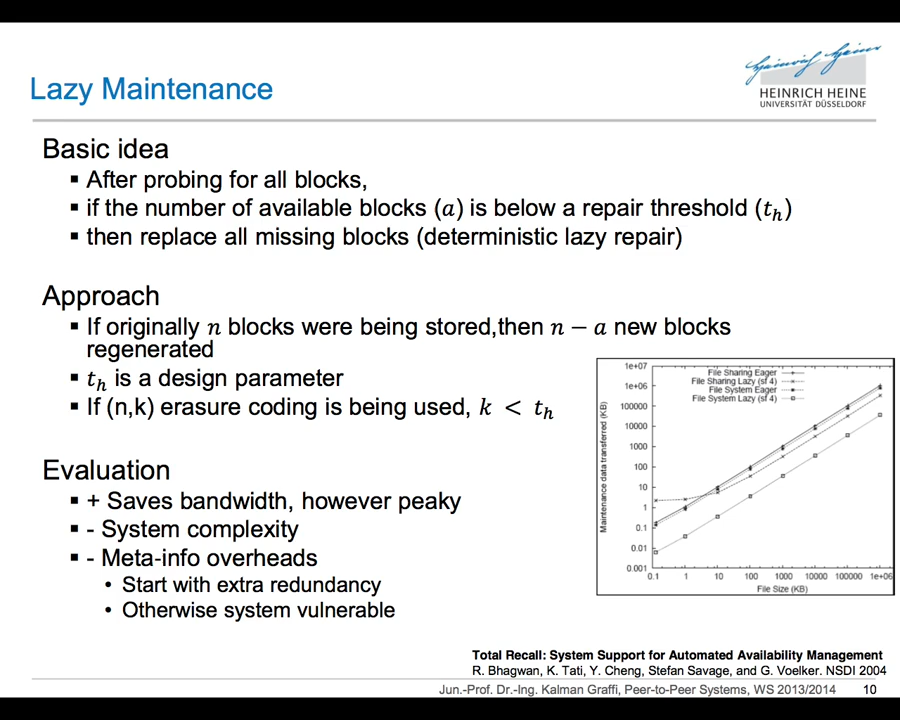 Heinrich Heine
HEINRICH HEINE
UNIVERSITÄT DÜSSELDORF
Lazy Maintenance
Basic idea
▪ After probing for all blocks,
▪ if the number of available blocks (a) is below a repair threshold (t_h)
▪ then replace all missing blocks (deterministic lazy repair)
Approach
▪ If originally n blocks were being stored,then n − a new blocks
regenerated
▪ t_h is a design parameter
▪ If (n,k) erasure coding is being used, k < t_h
Evaluation
▪ + Saves bandwidth, however peaky
▪ - System complexity
▪ - Meta-info overheads
• Start with extra redundancy
• Otherwise system vulnerable
File Sharing Eager
File Sharing Lazy (sf 4)
File System Eager
File System Lazy (sf 4)
Maintenance data transferred (KB)
1e+07
1e+06
100000
10000
1000
100
10
1
0.1
0.01
0.001
0.1 1 10 100 1000 10000 100000 1e+06
File Size (KB)
Total Recall: System Support for Automated Availability Management
R. Bhagwan, K. Tati, Y. Cheng, Stefan Savage, and G. Voelker. NSDI 2004
Jun.-Prof. Dr.-Ing. Kalman Graffi, Peer-to-Peer Systems, WS 2013/2014 10